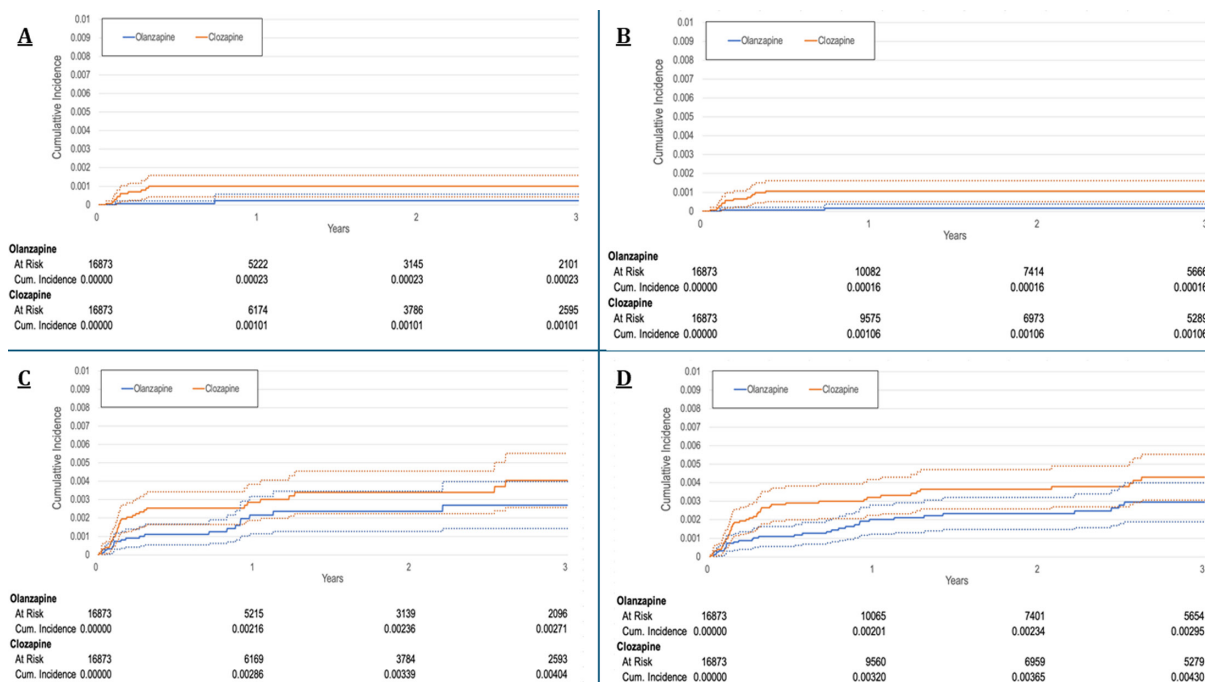 A
0.01
0.009
0.008
0.007
0.006
0.005
0.004
0.003
0.002
0.001
0
Cumulattive Incidence
Olanzapine Clozapine
0 1 2 3
Years
Olanzapine
At Risk 16873 5222 3145 2101
Cum. Incidence 0.00000 0.00023 0.00023 0.00023
Clozapine
At Risk 16873 6174 3786 2595
Cum. Incidence 0.00000 0.00101 0.00101 0.00101
B
0.01
0.009
0.008
0.007
0.006
0.005
0.004
0.003
0.002
0.001
0
Cumulattive Incidence
Olanzapine Clozapine
0 1 2 3
Years
Olanzapine
At Risk 16873 10082 7414 5666
Cum. Incidence 0.00000 0.00016 0.00016 0.00016
Clozapine
At Risk 16873 9575 6973 5289
Cum. Incidence 0.00000 0.00106 0.00106 0.00106
C
0.01
0.009
0.008
0.007
0.006
0.005
0.004
0.003
0.002
0.001
0
Cumulattive Incidence
Olanzapine Clozapine
0 1 2 3
Years
Olanzapine
At Risk 16873 5215 3139 2096
Cum. Incidence 0.00000 0.00216 0.00236 0.00271
Clozapine
At Risk 16873 6169 3784 2593
Cum. Incidence 0.00000 0.00286 0.00339 0.00404
D
0.01
0.009
0.008
0.007
0.006
0.005
0.004
0.003
0.002
0.001
0
Cumulattive Incidence
Olanzapine Clozapine
0 1 2 3
Years
Olanzapine
At Risk 16873 10065 7401 5654
Cum. Incidence 0.00000 0.00201 0.00234 0.00295
Clozapine
At Risk 16873 9560 6959 5279
Cum. Incidence 0.00000 0.00320 0.00365 0.00430